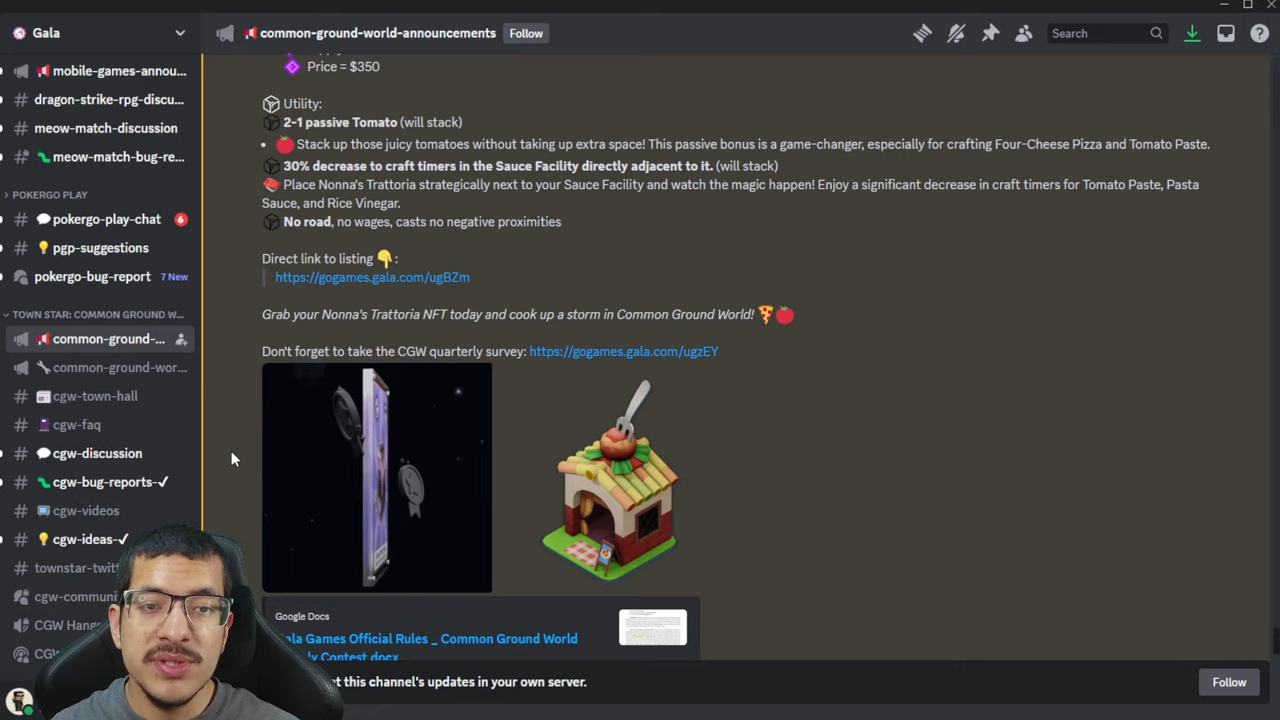 Gala
common-ground-world-announcements
Follow
Search
mobile-games-annou...
dragon-strike-rpg-discu...
meow-match-discussion
meow-match-bug-re...
POKERGO PLAY
pokergo-play-chat
6
pgp-suggestions
pokergo-bug-report
7 New
TOWN STAR: COMMON GROUND W...
common-ground-...
common-ground-wor...
cgw-town-hall
cgw-faq
cgw-discussion
cgw-bug-reports-✓
cgw-videos
cgw-ideas-✓
townstar-twit
cgw-commun
CGW Hang
CGW
Price = $350
Utility:
2-1 passive Tomato (will stack)
Stack up those juicy tomatoes without taking up extra space! This passive bonus is a game-changer, especially for crafting Four-Cheese Pizza and Tomato Paste.
30% decrease to craft timers in the Sauce Facility directly adjacent to it. (will stack)
Place Nonna's Trattoria strategically next to your Sauce Facility and watch the magic happen! Enjoy a significant decrease in craft timers for Tomato Paste, Pasta
Sauce, and Rice Vinegar.
No road, no wages, casts no negative proximities
Direct link to listing 👇:
https://gogames.gala.com/ugBZm
Grab your Nonna's Trattoria NFT today and cook up a storm in Common Ground World! 🍕🍅
Don't forget to take the CGW quarterly survey: https://gogames.gala.com/ugzEY
Google Docs
Gala Games Official Rules _ Common Ground World
Contest docx
t this channel's updates in your own server.
Follow